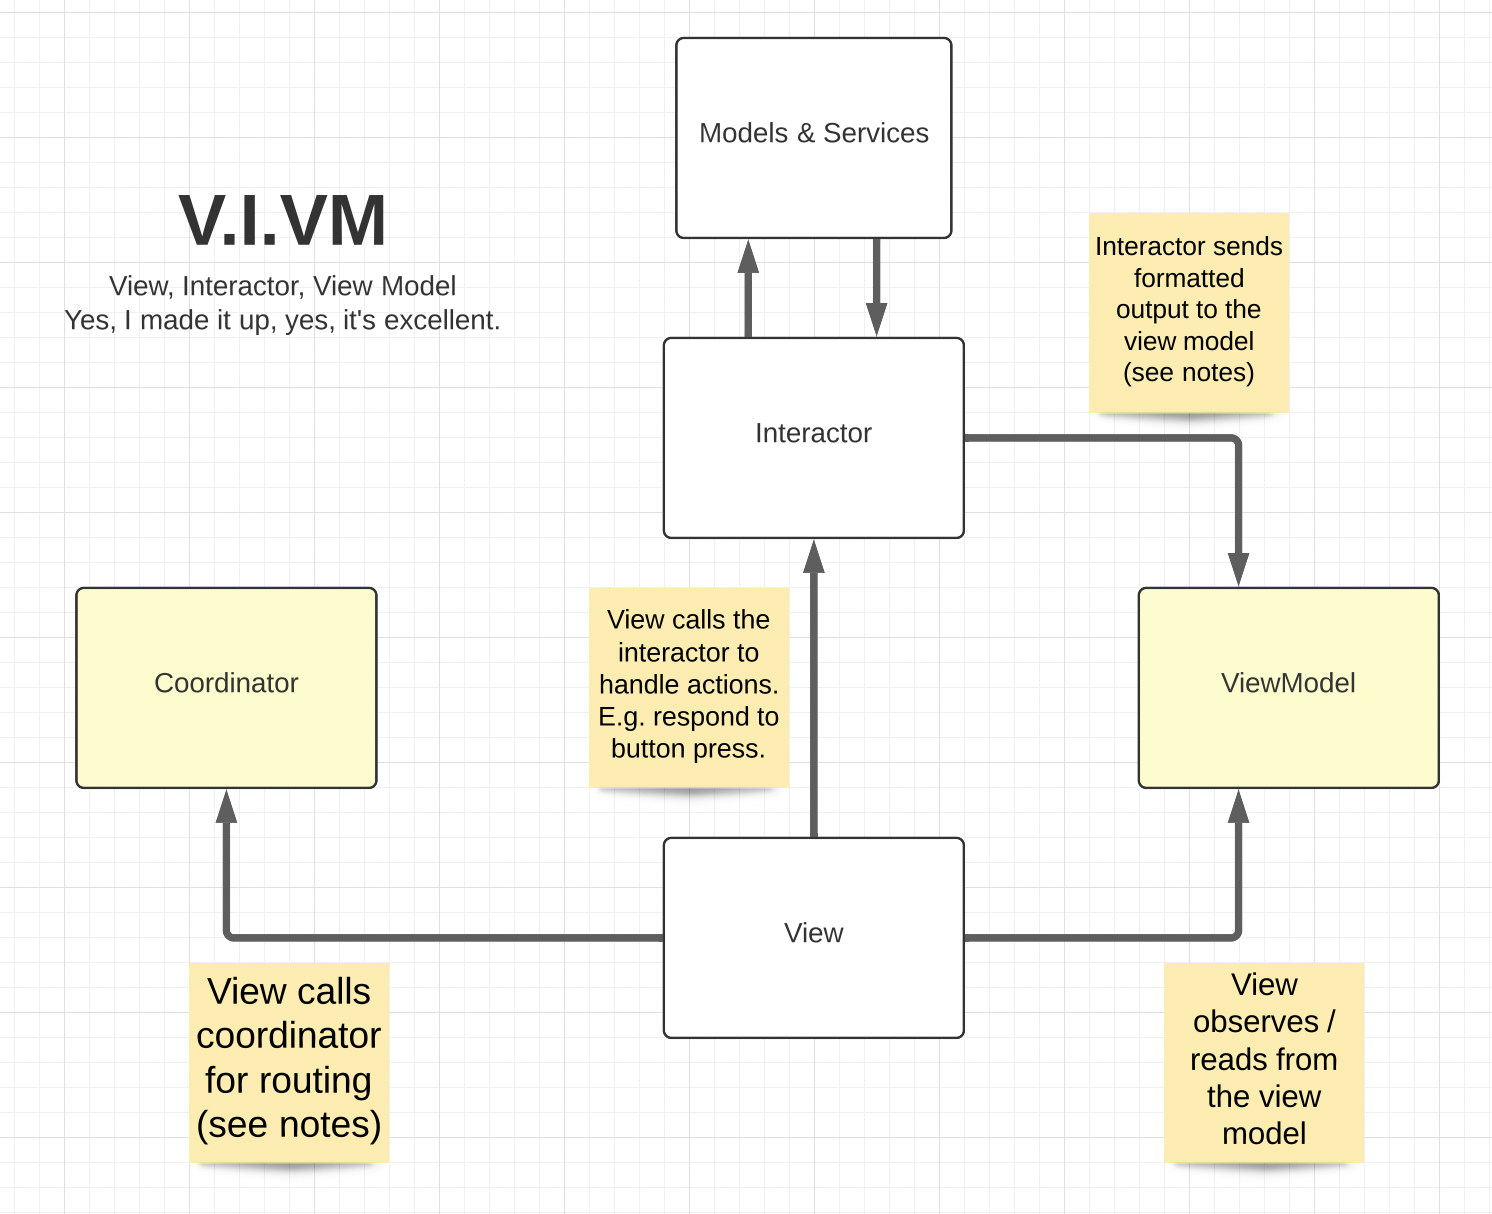 Models & Services
V.I.VM
View, Interactor, View Model
Yes, I made it up, yes, it's excellent.
Interactor sends
formatted
output to the
view model
(see notes)
Interactor
View calls the
interactor to
handle actions.
E.g. respond to
button press.
Coordinator
ViewModel
View
View calls
coordinator
for routing
(see notes)
View
observes /
reads from
the view
model